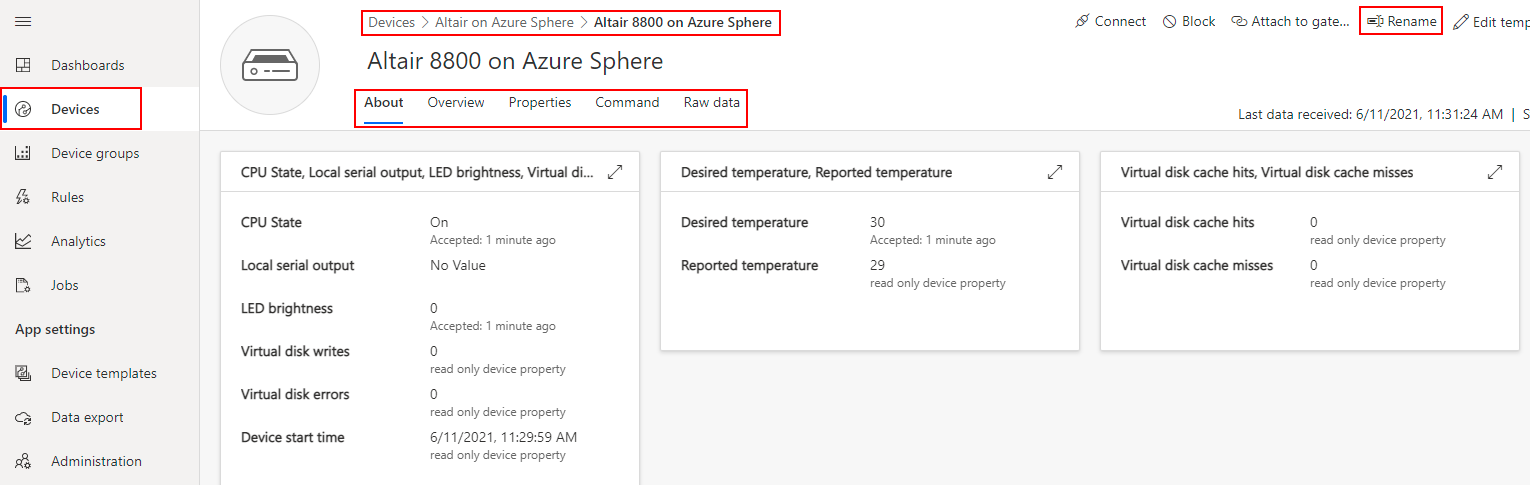 Devices > Altair on Azure Sphere > Altair 8800 on Azure Sphere
Connect
Block
Attach to gate...
Rename
Edit temp
Altair 8800 on Azure Sphere
About
Overview
Properties
Command
Raw data
Last data received: 6/11/2021, 11:31:24 AM | S
Dashboards
Devices
Device groups
Rules
Analytics
Jobs
App settings
Device templates
Data export
Administration
CPU State, Local serial output, LED brightness, Virtual di...
CPU State
On
Accepted: 1 minute ago
Local serial output
No Value
LED brightness
0
Accepted: 1 minute ago
Virtual disk writes
0
read only device property
Virtual disk errors
0
read only device property
Device start time
6/11/2021, 11:29:59 AM
read only device property
Desired temperature, Reported temperature
Desired temperature
30
Accepted: 1 minute ago
Reported temperature
29
read only device property
Virtual disk cache hits, Virtual disk cache misses
Virtual disk cache hits
0
read only device property
Virtual disk cache misses
0
read only device property